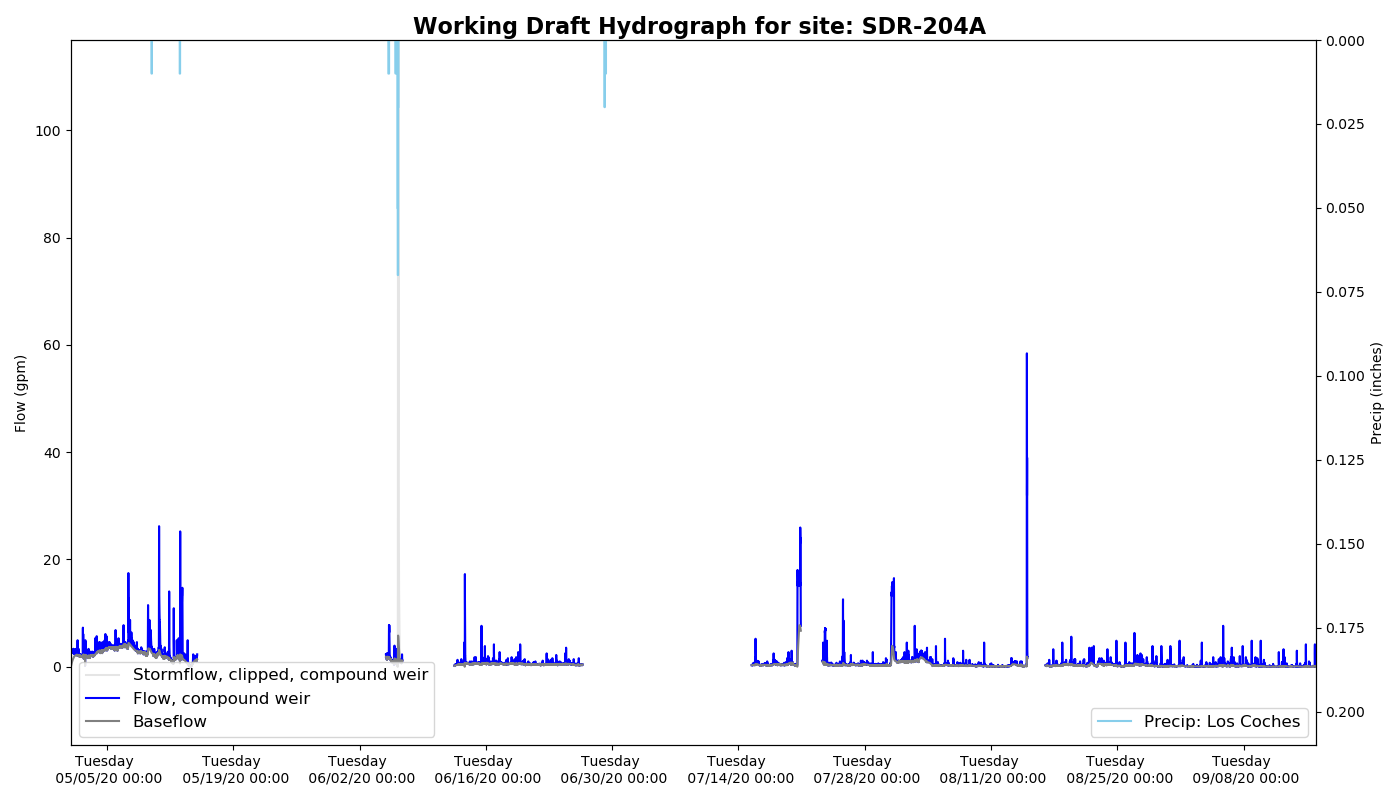 Working Draft Hydrograph for site: SDR-204A
Flow (gpm)
100
80
60
40
20
0
0.000
0.025
0.050
0.075
0.100
0.125
0.150
0.175
0.200
Precip (inches)
Stormflow, clipped, compound weir
Flow, compound weir
Baseflow
Precip: Los Coches
Tuesday
05/05/20 00:00
Tuesday
05/19/20 00:00
Tuesday
06/02/20 00:00
Tuesday
06/16/20 00:00
Tuesday
06/30/20 00:00
Tuesday
07/14/20 00:00
Tuesday
07/28/20 00:00
Tuesday
08/11/20 00:00
Tuesday
08/25/20 00:00
Tuesday
09/08/20 00:00